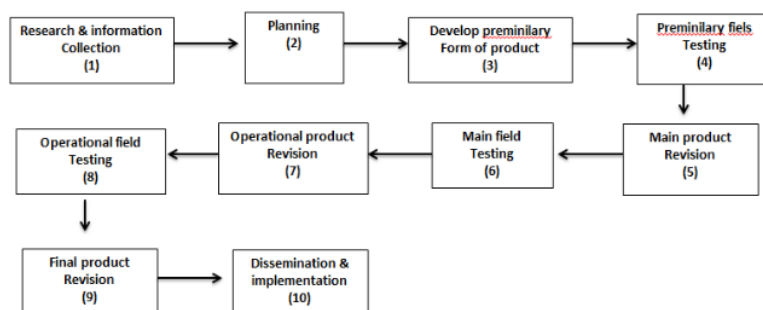 Research & information
Collection
(1)
Planning
(2)
Develop preminilary
Form of product
(3)
Preminilary fiels
Testing
(4)
Main product
Revision
(5)
Main field
Testing
(6)
Operational product
Revision
(7)
Operational field
Testing
(8)
Final product
Revision
(9)
Dissemination &
implementation
(10)